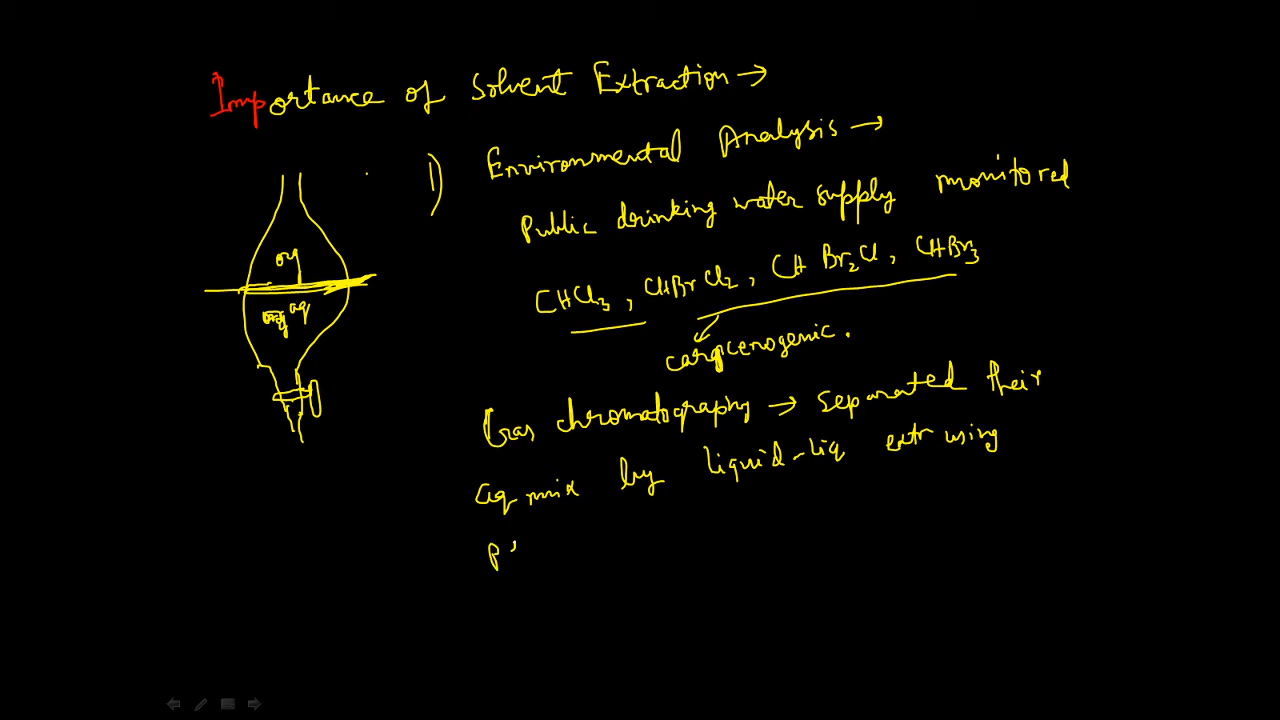 Importance of Solvent Extraction →
1) Environmental Analysis →
Public drinking water supply monitored
CHCl3, CHBrCl2, CHBr2Cl, CHBr3
carcenogenic.
Gas chromatography → separated their
aq mix by liquid-liq extr using
P
org
aq